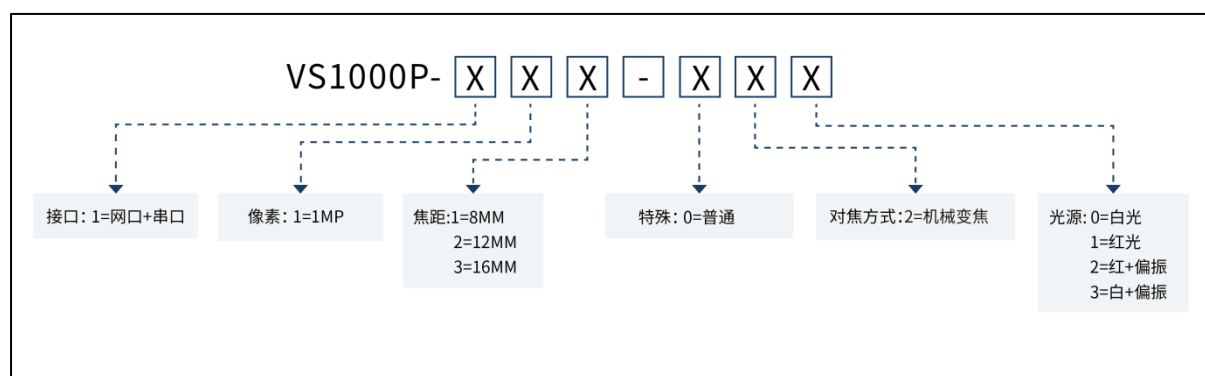 VS1000P- X X X - X X X
接口: 1=网口+串口
像素: 1=1MP
焦距:1=8MM
2=12MM
3=16MM
特殊: 0=普通
对焦方式:2=机械变焦
光源: 0=白光
1=红光
2=红+偏振
3=白+偏振